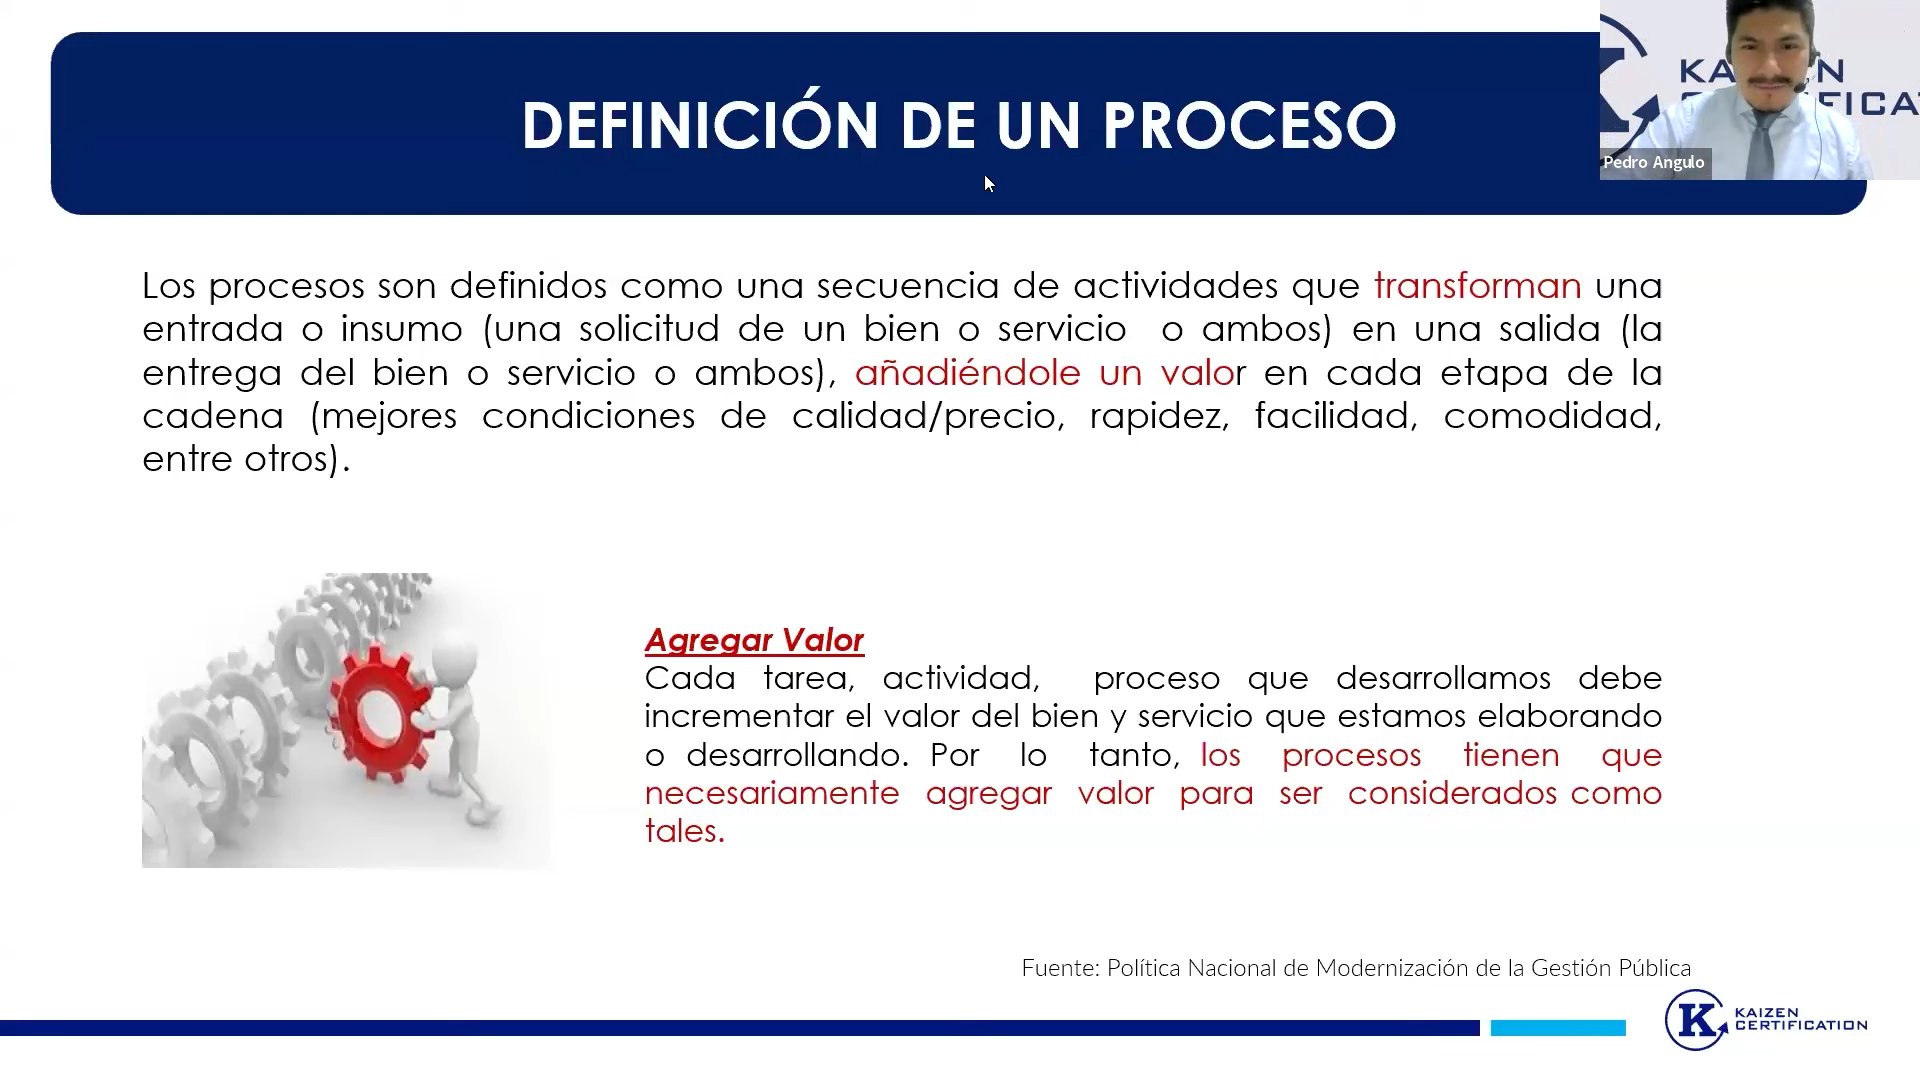 DEFINICIÓN DE UN PROCESO
KA
N
FICA
Pedro Angulo
Los procesos son definidos como una secuencia de actividades que transforman una
entrada o insumo (una solicitud de un bien o servicio o ambos) en una salida (la
entrega del bien o servicio o ambos), añadiéndole un valor en cada etapa de la
cadena (mejores condiciones de calidad/precio, rapidez, facilidad, comodidad,
entre otros).
Agregar Valor
Cada tarea, actividad, proceso que desarrollamos debe
incrementar el valor del bien y servicio que estamos elaborando
o desarrollando. Por lo tanto, los procesos tienen que
necesariamente agregar valor para ser considerados como
tales.
Fuente: Política Nacional de Modernización de la Gestión Pública
K
KAIZEN
CERTIFICATION